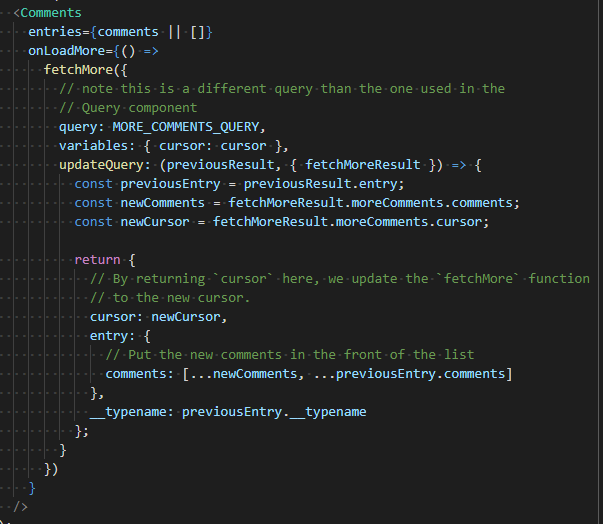 <Comments
entries={comments || []}
onLoadMore={() =>
fetchMore({
// note this is a different query than the one used in the
// Query component
query: MORE_COMMENTS_QUERY,
variables: { cursor: cursor },
updateQuery: (previousResult, { fetchMoreResult }) => {
const previousEntry = previousResult.entry;
const newComments = fetchMoreResult.moreComments.comments;
const newCursor = fetchMoreResult.moreComments.cursor;
return {
// By returning `cursor` here, we update the `fetchMore` function
// to the new cursor.
cursor: newCursor,
entry: {
// Put the new comments in the front of the list
comments: [...newComments, ...previousEntry.comments]
},
__typename: previousEntry.__typename
};
}
})
}
/>